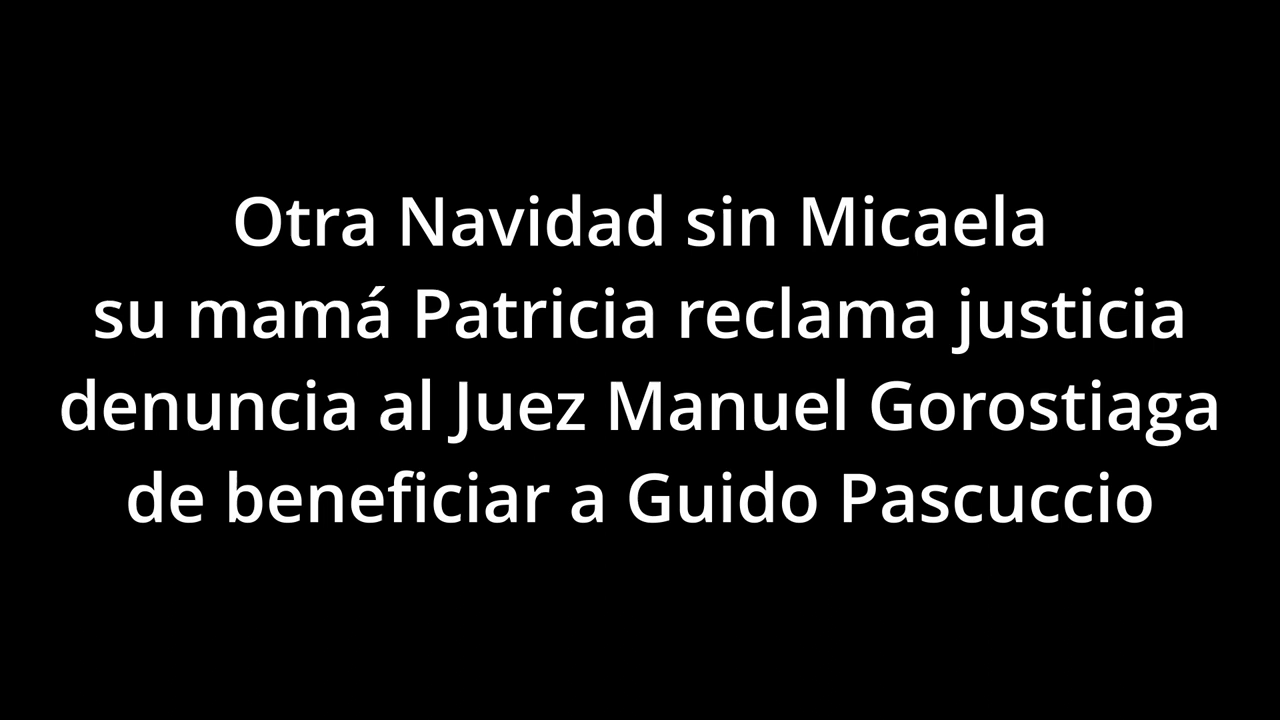 Otra Navidad sin Micaela
su mamá Patricia reclama justicia
denuncia al Juez Manuel Gorostiaga
de beneficiar a Guido Pascuccio